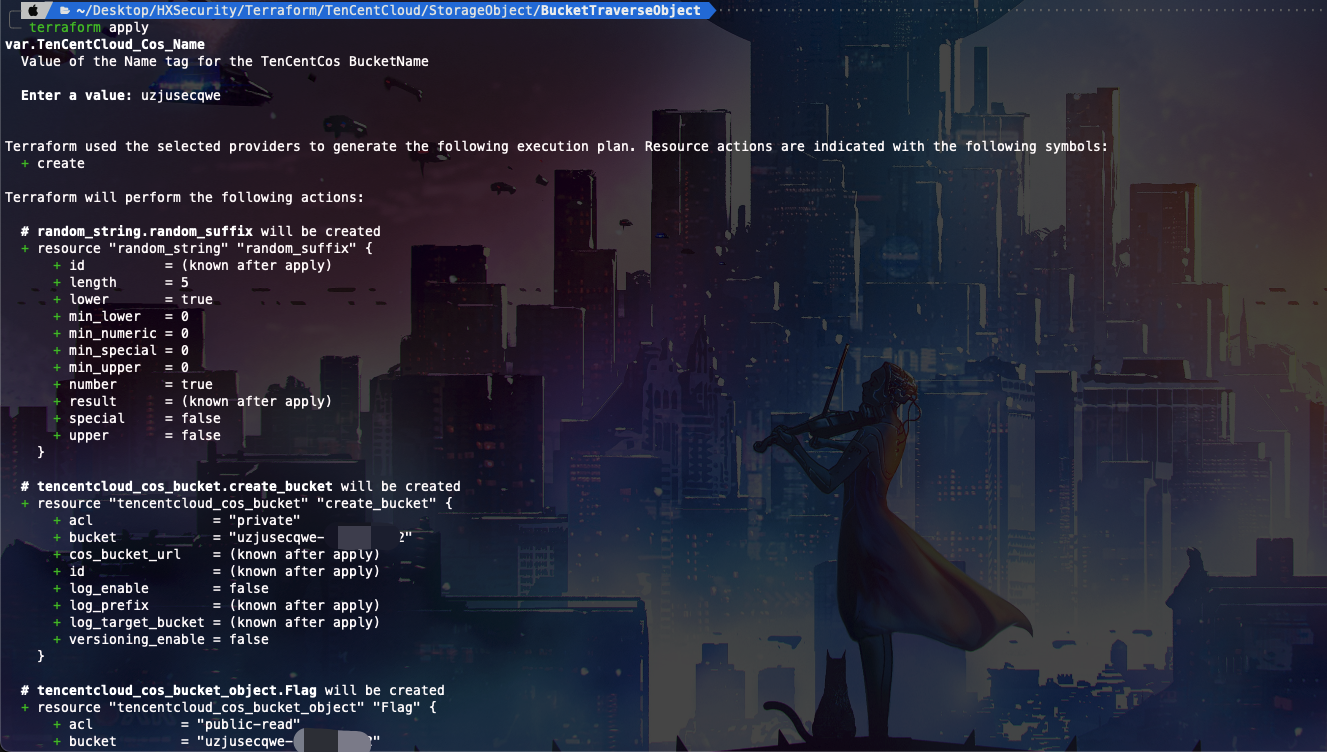 ~/Desktop/HXSecurity/Terraform/TenCentCloud/StorageObject/BucketTraverseObject
terraform apply
var.TenCentCloud_Cos_Name
  Value of the Name tag for the TenCentCos BucketName

  Enter a value: uzjusecqwe

Terraform used the selected providers to generate the following execution plan. Resource actions are indicated with the following symbols:
  + create

Terraform will perform the following actions:

  # random_string.random_suffix will be created
  + resource "random_string" "random_suffix" {
      + id          = (known after apply)
      + length      = 5
      + lower       = true
      + min_lower   = 0
      + min_numeric = 0
      + min_special = 0
      + min_upper   = 0
      + number      = true
      + result      = (known after apply)
      + special     = false
      + upper       = false
    }

  # tencentcloud_cos_bucket.create_bucket will be created
  + resource "tencentcloud_cos_bucket" "create_bucket" {
      + acl               = "private"
      + bucket            = "uzjusecqwe- 2"
      + cos_bucket_url    = (known after apply)
      + id                = (known after apply)
      + log_enable        = false
      + log_prefix        = (known after apply)
      + log_target_bucket = (known after apply)
      + versioning_enable = false
    }

  # tencentcloud_cos_bucket_object.Flag will be created
  + resource "tencentcloud_cos_bucket_object" "Flag" {
      + acl           = "public-read"
      + bucket        = "uzjusecqwe- "